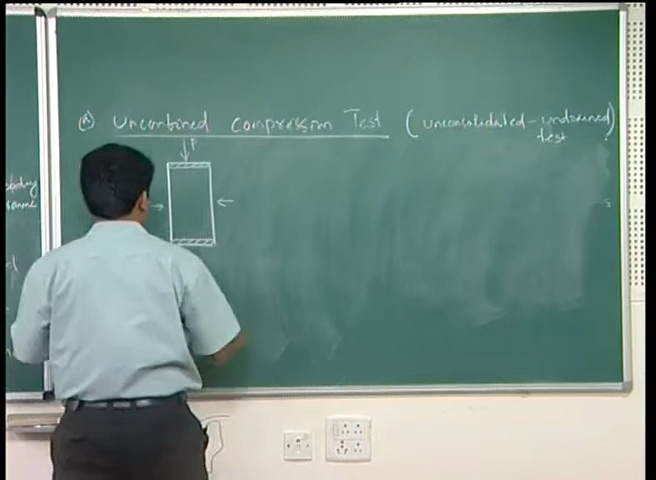 (a) Unconfined Compression Test (unconsolidated - undrained
test)
P